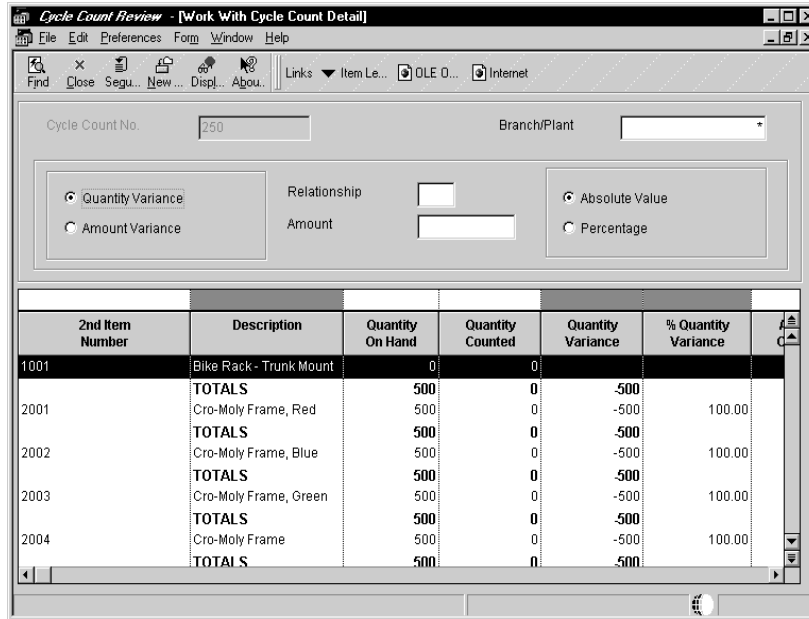 Cycle Count Review - [Work With Cycle Count Detail]
File Edit Preferences Form Window Help
Find Close Segu... New ... Displ... Abou... Links Item Le... OLE O... Internet
Cycle Count No. 250 Branch/Plant *
Quantity Variance Relationship Absolute Value
Amount Variance Amount Percentage
2nd Item Number Description Quantity On Hand Quantity Counted Quantity Variance % Quantity Variance
1001 Bike Rack - Trunk Mount 0 0
TOTALS 500 0 -500
2001 Cro-Moly Frame, Red 500 0 -500 100.00
TOTALS 500 0 -500
2002 Cro-Moly Frame, Blue 500 0 -500 100.00
TOTALS 500 0 -500
2003 Cro-Moly Frame, Green 500 0 -500 100.00
TOTALS 500 0 -500
2004 Cro-Moly Frame 500 0 -500 100.00
TOTALS 500 0 -500